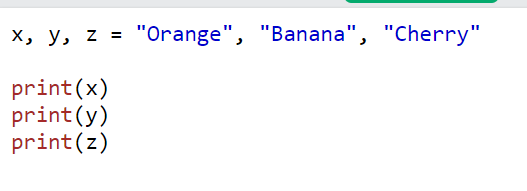 x, y, z = "Orange", "Banana", "Cherry"
print(x)
print(y)
print(z)